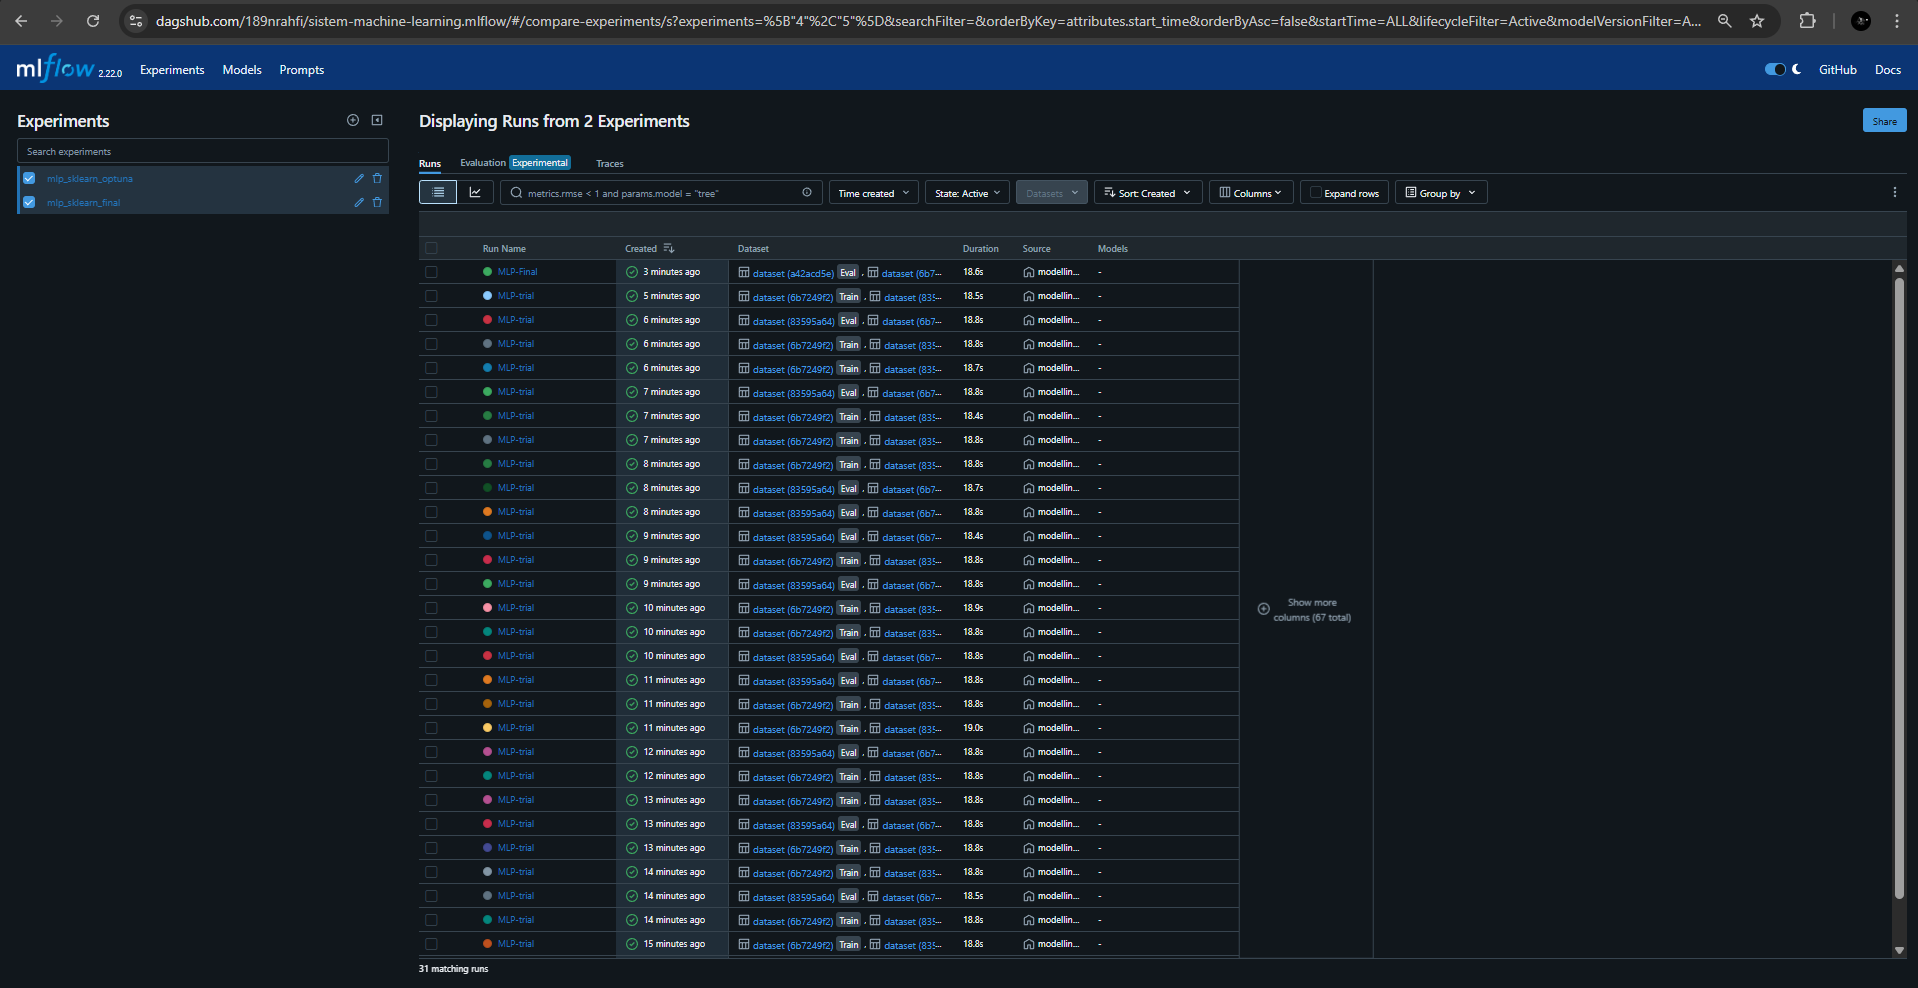 dagshub.com/189nrahfi/sistem-machine-learning.mlflow/#/compare-experiments/s?experiments=%5B"4"%2C"5"%5D&searchFilter=&orderByKey=attributes.start_time&orderByAsc=false&startTime=ALL&lifecycleFilter=Active&modelVersionFilter=A...
mlflow 2.22.0 Experiments Models Prompts GitHub Docs
Experiments
Search experiments
mlp_sklearn_optuna
mlp_sklearn_final
Displaying Runs from 2 Experiments
Share
Runs Evaluation Experimental Traces
metrics.rmse < 1 and params.model = "tree" Time created State: Active Datasets Sort: Created Columns Expand rows Group by
Run Name Created Dataset Duration Source Models
MLP-Final 3 minutes ago dataset (a42acd5e) Eval , dataset (6b7... 18.6s modellin... -
MLP-trial 5 minutes ago dataset (6b7249f2) Train , dataset (835... 18.5s modellin... -
MLP-trial 6 minutes ago dataset (83595a64) Eval , dataset (6b7... 18.8s modellin... -
MLP-trial 6 minutes ago dataset (6b7249f2) Train , dataset (835... 18.8s modellin... -
MLP-trial 6 minutes ago dataset (6b7249f2) Train , dataset (835... 18.7s modellin... -
MLP-trial 7 minutes ago dataset (83595a64) Eval , dataset (6b7... 18.8s modellin... -
MLP-trial 7 minutes ago dataset (6b7249f2) Train , dataset (835... 18.4s modellin... -
MLP-trial 7 minutes ago dataset (6b7249f2) Train , dataset (835... 18.8s modellin... -
MLP-trial 8 minutes ago dataset (6b7249f2) Train , dataset (835... 18.8s modellin... -
MLP-trial 8 minutes ago dataset (83595a64) Eval , dataset (6b7... 18.7s modellin... -
MLP-trial 8 minutes ago dataset (83595a64) Eval , dataset (6b7... 18.8s modellin... -
MLP-trial 9 minutes ago dataset (83595a64) Eval , dataset (6b7... 18.4s modellin... -
MLP-trial 9 minutes ago dataset (6b7249f2) Train , dataset (835... 18.8s modellin... -
MLP-trial 9 minutes ago dataset (83595a64) Eval , dataset (6b7... 18.8s modellin... -
MLP-trial 10 minutes ago dataset (6b7249f2) Train , dataset (835... 18.9s modellin... -
MLP-trial 10 minutes ago dataset (6b7249f2) Train , dataset (835... 18.8s modellin... -
MLP-trial 10 minutes ago dataset (83595a64) Eval , dataset (6b7... 18.8s modellin... -
MLP-trial 11 minutes ago dataset (83595a64) Eval , dataset (6b7... 18.8s modellin... -
MLP-trial 11 minutes ago dataset (6b7249f2) Train , dataset (835... 18.8s modellin... -
MLP-trial 11 minutes ago dataset (6b7249f2) Train , dataset (835... 19.0s modellin... -
MLP-trial 12 minutes ago dataset (83595a64) Eval , dataset (6b7... 18.8s modellin... -
MLP-trial 12 minutes ago dataset (6b7249f2) Train , dataset (835... 18.8s modellin... -
MLP-trial 13 minutes ago dataset (6b7249f2) Train , dataset (835... 18.8s modellin... -
MLP-trial 13 minutes ago dataset (83595a64) Eval , dataset (6b7... 18.8s modellin... -
MLP-trial 13 minutes ago dataset (6b7249f2) Train , dataset (835... 18.8s modellin... -
MLP-trial 14 minutes ago dataset (6b7249f2) Train , dataset (835... 18.8s modellin... -
MLP-trial 14 minutes ago dataset (83595a64) Eval , dataset (6b7... 18.5s modellin... -
MLP-trial 14 minutes ago dataset (6b7249f2) Train , dataset (835... 18.8s modellin... -
MLP-trial 15 minutes ago dataset (6b7249f2) Train , dataset (835... 18.8s modellin... -
Show more
columns (67 total)
31 matching runs